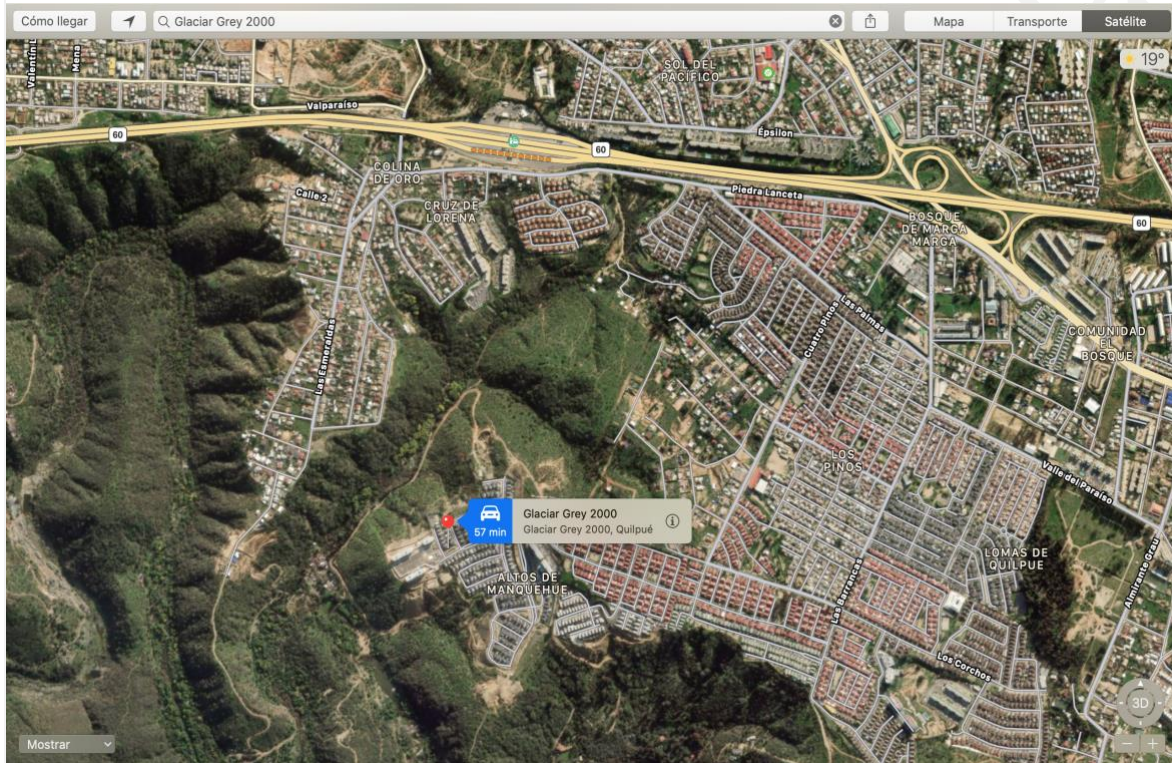 Cómo llegar
Glaciar Grey 2000
Mapa
Transporte
Satélite
19°
Mena
SOL DEL
PACÍFICO
Valparaíso
60
Épsilon
60
COLINA
DE ORO
Calle 2
CRUZ DE
LORENA
Piedra Lanceta
BOSQUE
DE MARGA
MARGA
60
Las Palmas
Cuatro Pinos
COMUNIDAD
EL
BOSQUE
Las Esmeraldas
LOS
PINOS
Valle del Paraíso
57 min
Glaciar Grey 2000
Glaciar Grey 2000, Quilpué
ALTOS DE
MANQUEHUE
LOMAS DE
QUILPUE
Las Barrancas
Almirante Grau
Los Corchos
3D
Mostrar